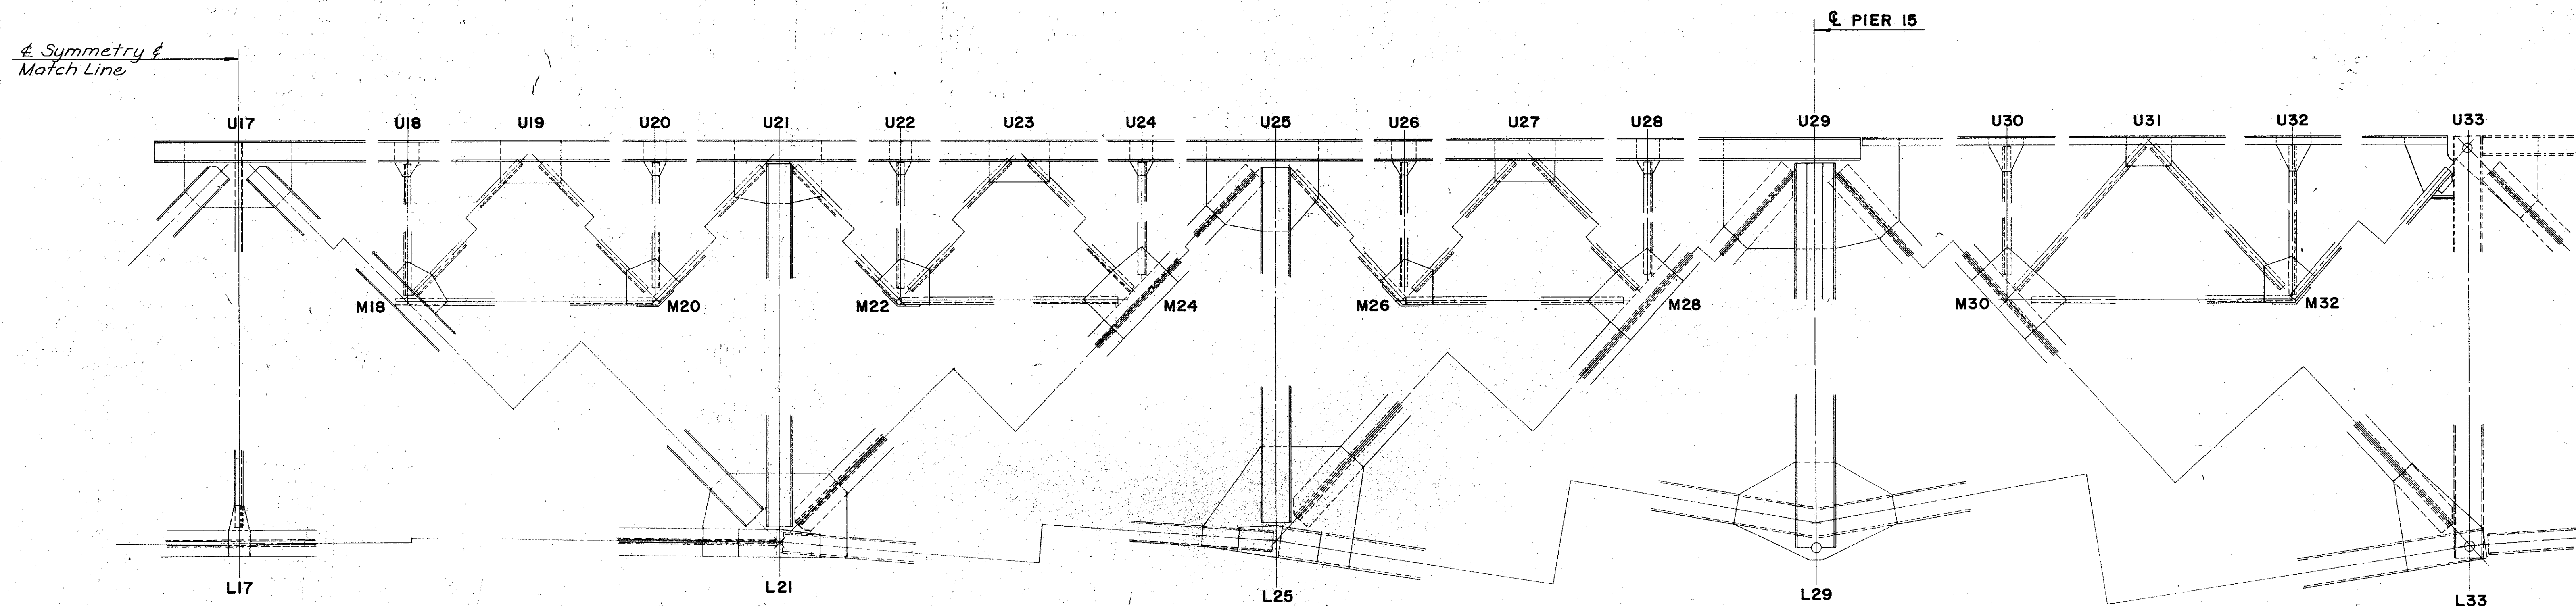 ℄ PIER 15
℄ Symmetry &
Match Line
U17 U18 U19 U20 U21 U22 U23 U24 U25 U26 U27 U28 U29 U30 U31 U32 U33
M18 M20 M22 M24 M26 M28 M30 M32
L17 L21 L25 L29 L33